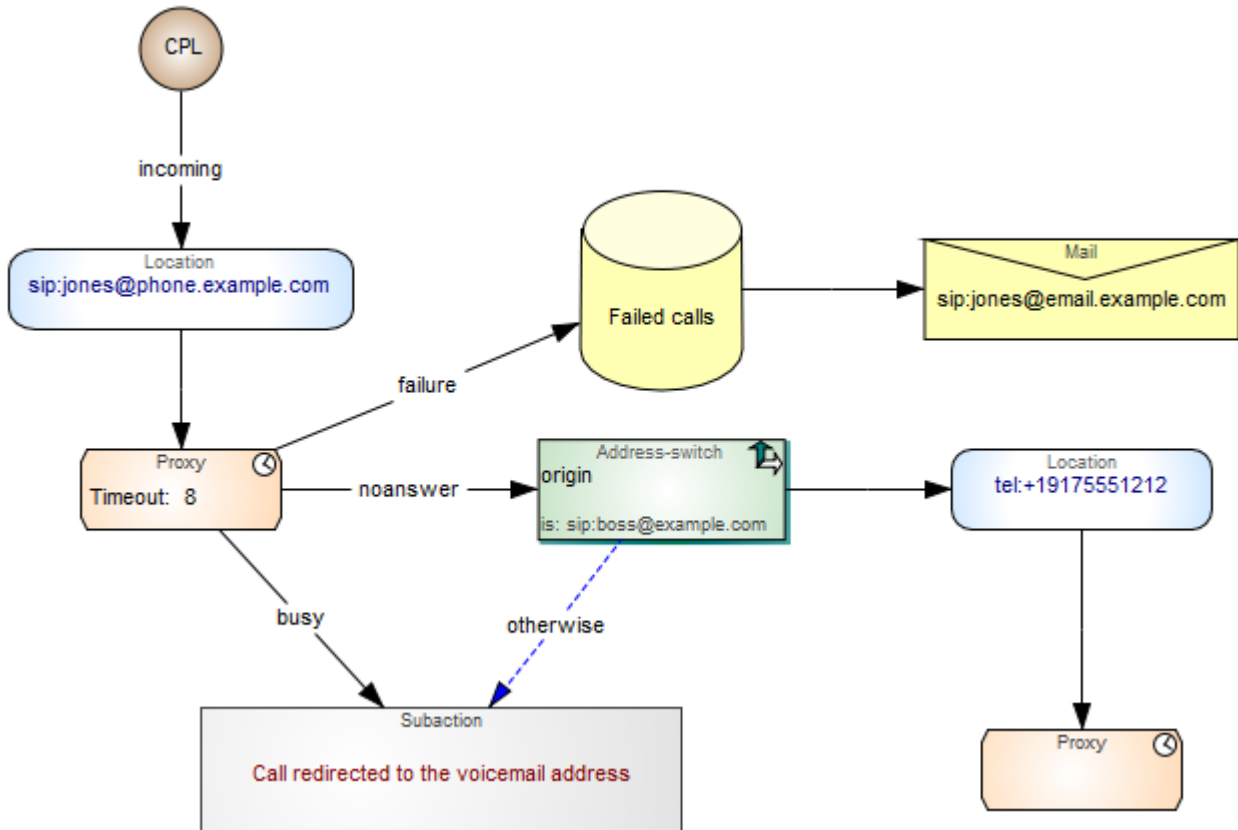 CPL
incoming
Location
sip:jones@phone.example.com
Mail
sip:jones@email.example.com
Failed calls
failure
Proxy
Timeout: 8
noanswer
Address-switch
origin
is: sip:boss@example.com
Location
tel:+19175551212
busy
otherwise
Subaction
Call redirected to the voicemail address
Proxy